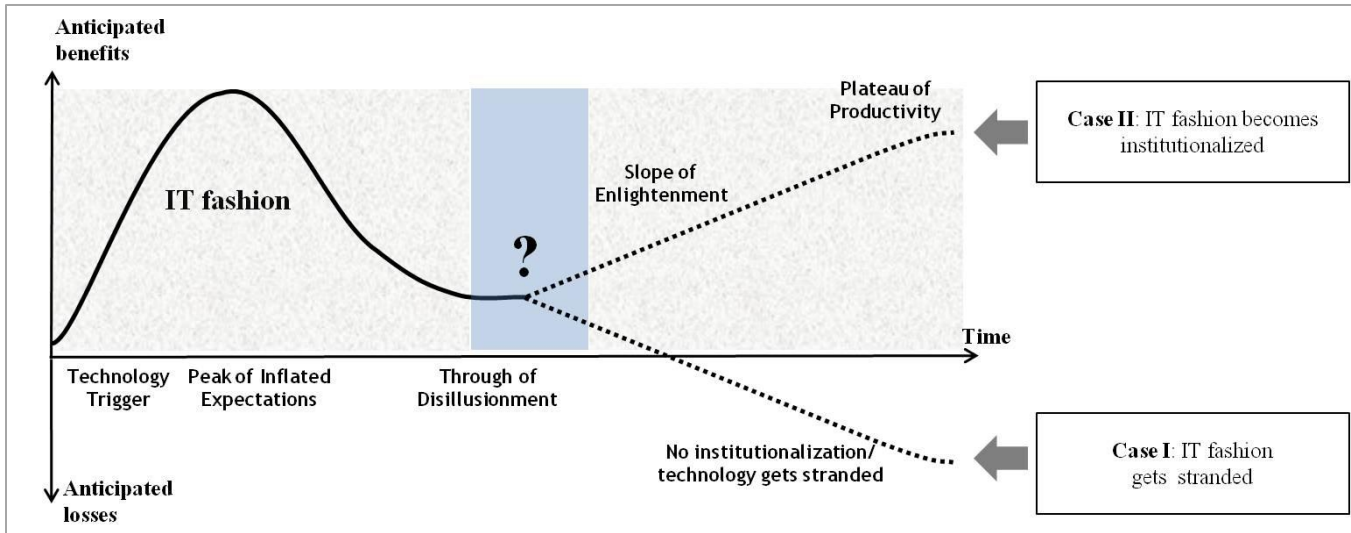 Anticipated
benefits
Plateau of
Productivity
Case II: IT fashion becomes
institutionalized
Slope of
Enlightenment
IT fashion
?
Time
Technology
Trigger
Peak of Inflated
Expectations
Through of
Disillusionment
No institutionalization/
technology gets stranded
Case I: IT fashion
gets stranded
Anticipated
losses